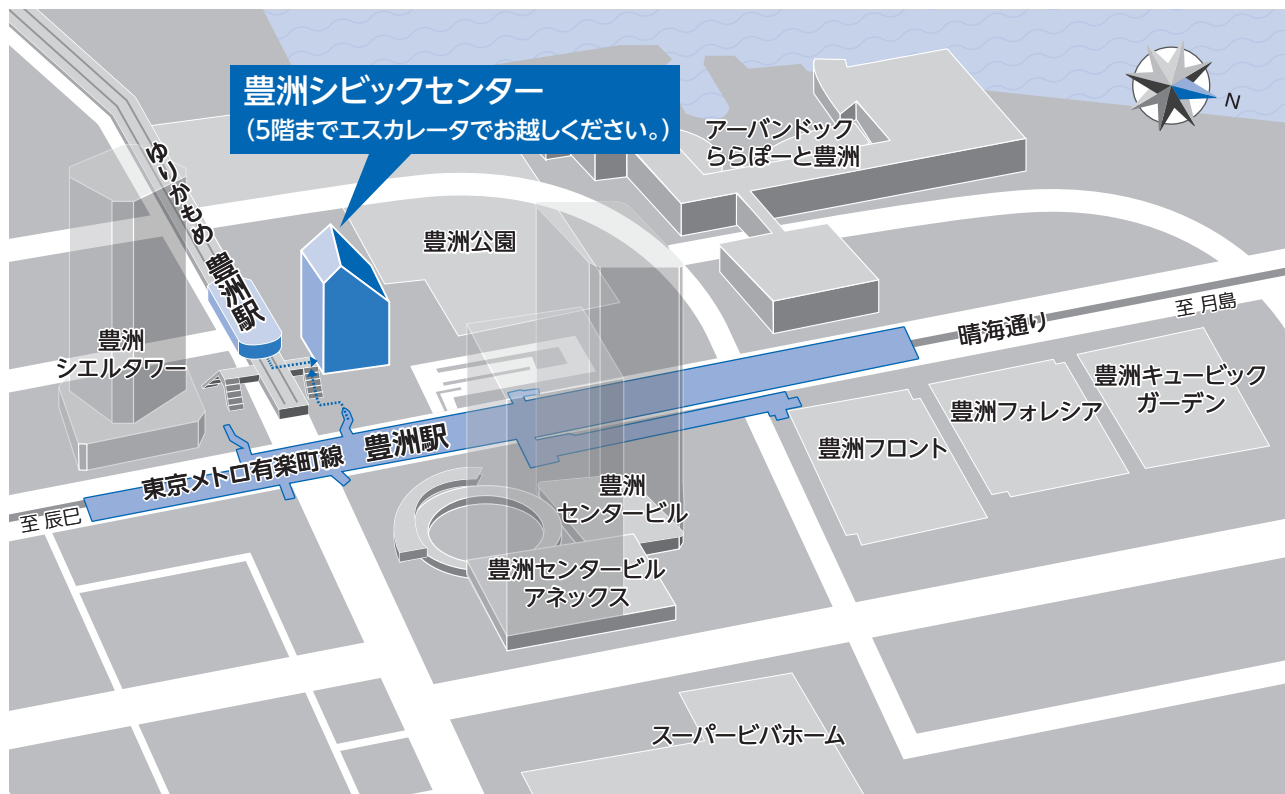 豊洲シビックセンター
(5階までエスカレータでお越しください。)
N
アーバンドック
ららぽーと豊洲
ゆりかもめ 豊洲駅
豊洲公園
豊洲
シエルタワー
至 月島
晴海通り
豊洲キュービック
ガーデン
豊洲フォレシア
豊洲フロント
東京メトロ有楽町線 豊洲駅
至 辰巳
豊洲
センタービル
豊洲センタービル
アネックス
スーパービバホーム